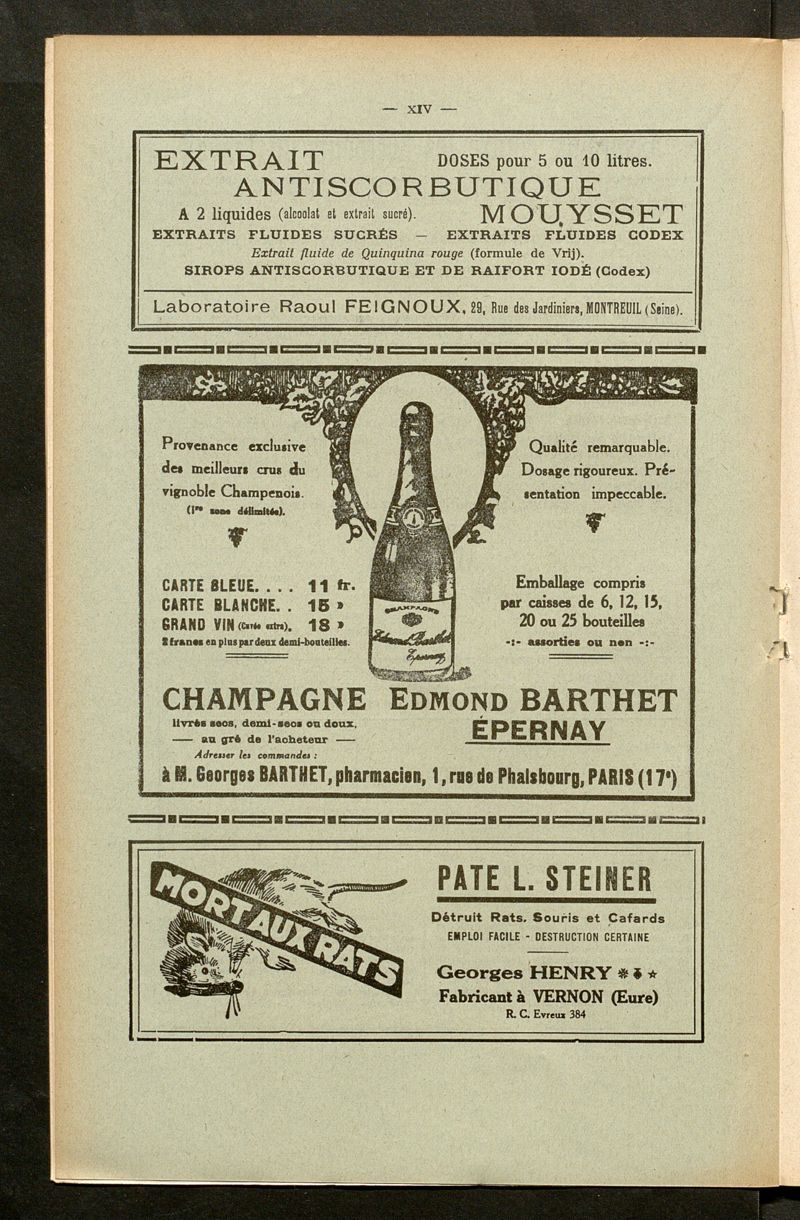 — XIV —
EXTRAIT DOSES pour 5 ou 10 litres.
ANTISCORBUTIQUE
A 2 liquides (alcoolat et extrait sucré). MOUYSSET
EXTRAITS FLUIDES SUCRÉS — EXTRAITS FLUIDES CODEX
Extrait fluide de Quinquina rouge (formule de Vrij).
SIROPS ANTISCORBUTIQUE ET DE RAIFORT IODÉ (Codex)
Laboratoire Raoul FEIGNOUX, 29, Rue des Jardiniers, MONTREUIL (Seine).
Provenance exclusive
des meilleurs crus du
vignoble Champenois.
(1re zone délimitée).
Qualité remarquable.
Dosage rigoureux. Pré-
sentation impeccable.
CARTE BLEUE. . . . 11 fr.
CARTE BLANCHE. . 15 »
GRAND VIN (Cuvée extra). 18 »
2 francs en plus par deux demi-bouteilles.
CHAMPAGNE
Edmond Barthet
Épernay
Emballage compris
par caisses de 6, 12, 15,
20 ou 25 bouteilles
-:- assorties ou non -:-
CHAMPAGNE EDMOND BARTHET
livrés secs, demi-secs ou doux,
— au gré de l'acheteur —
ÉPERNAY
Adresser les commandes :
à M. Georges BARTHET, pharmacien, 1, rue de Phalsbourg, PARIS (17e)
MORT AUX RATS
PATE L. STEINER
Détruit Rats. Souris et Cafards
EMPLOI FACILE - DESTRUCTION CERTAINE
Georges HENRY
Fabricant à VERNON (Eure)
R. C. Evreux 384